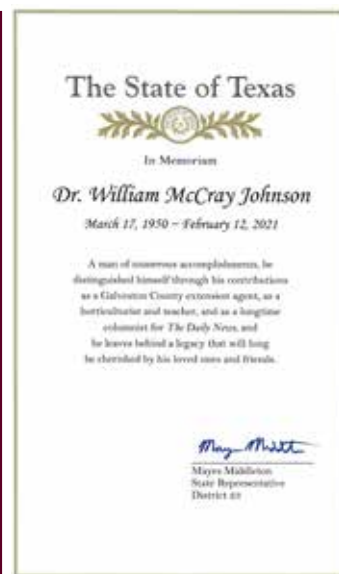 The State of Texas
In Memoriam
Dr. William McCray Johnson
March 17, 1950 ~ February 12, 2021
A man of numerous accomplishments, he
distinguished himself through his contributions
as a Galveston County extension agent, as a
horticulturist and teacher, and as a longtime
columnist for The Daily News, and
he leaves behind a legacy that will long
be cherished by his loved ones and friends.
Mayes Middleton
State Representative
District 23